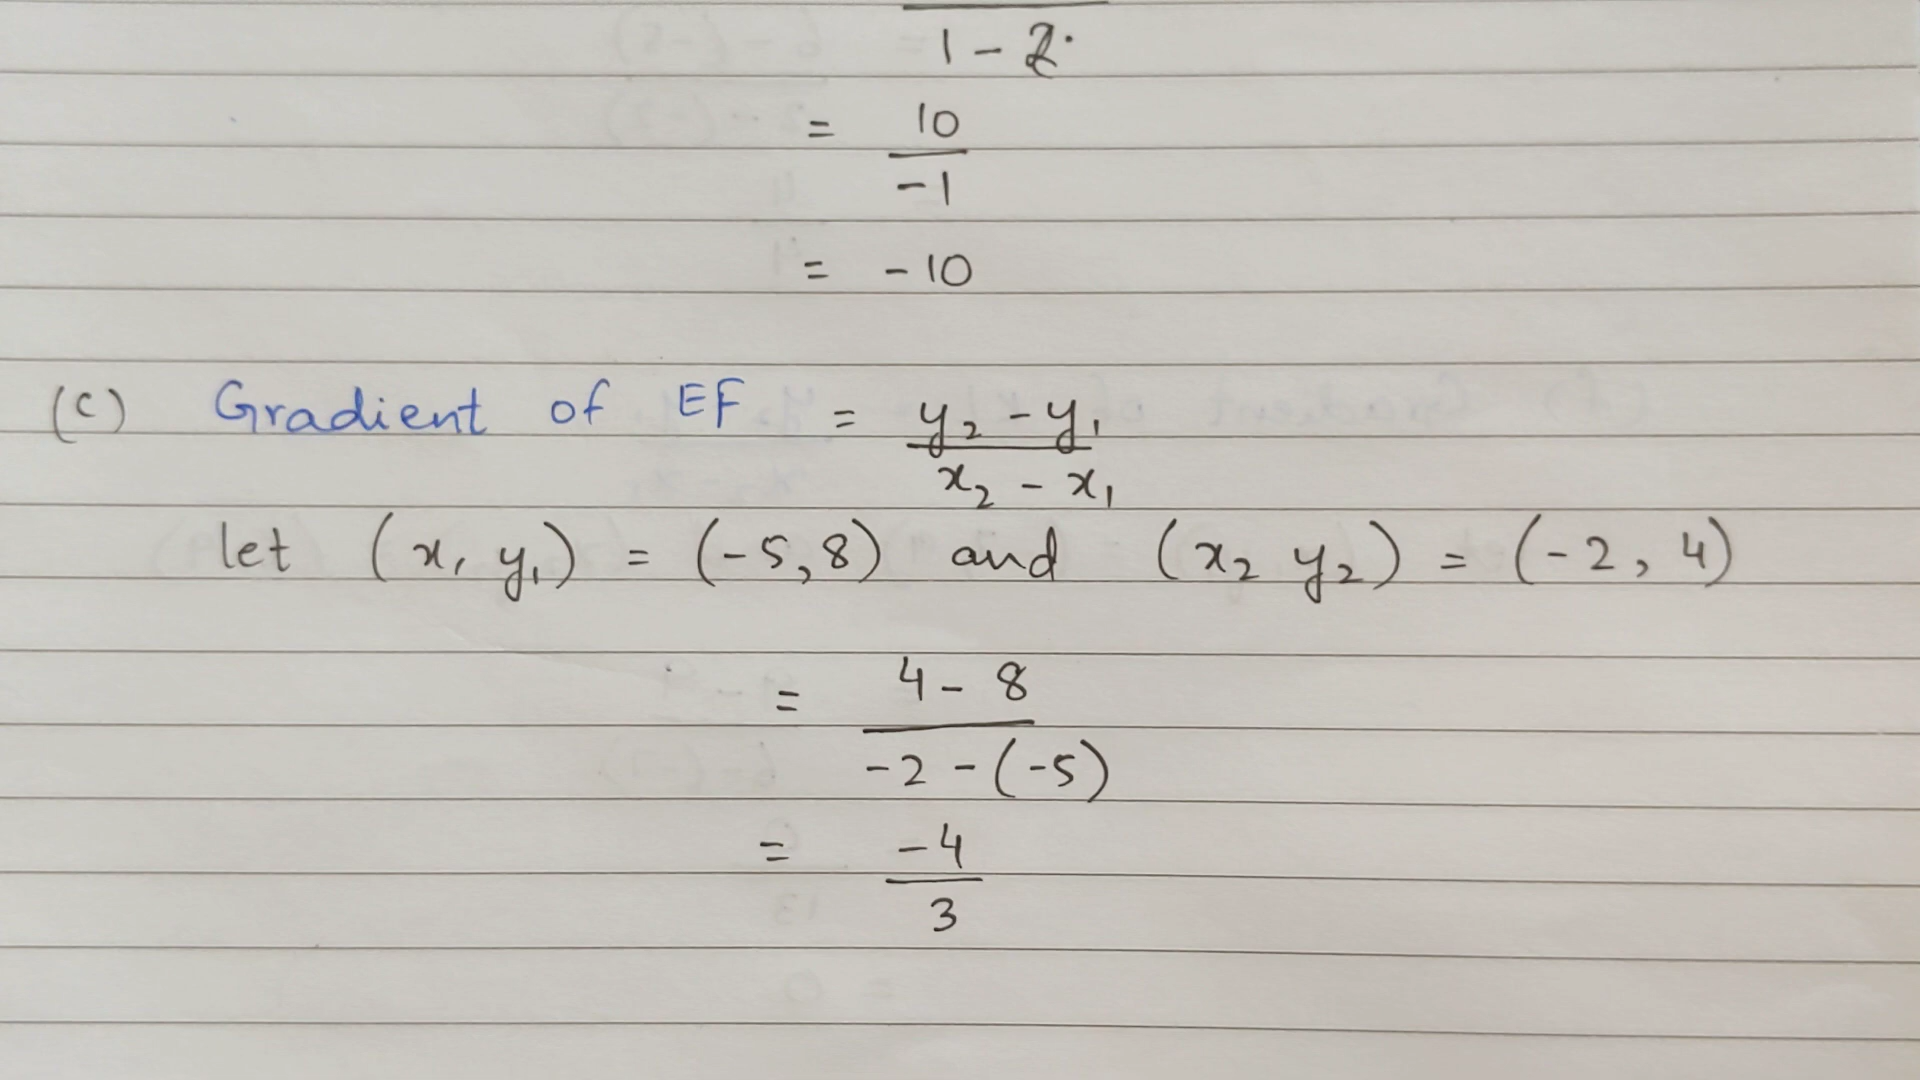 1 - 2
= 10
-1
= -10
(C) Gradient of EF = y₂ - y₁
x₂ - x₁
let (x₁ y₁) = (-5,8) and (x₂ y₂) = (-2, 4)
= 4 - 8
-2 - (-5)
= -4
3